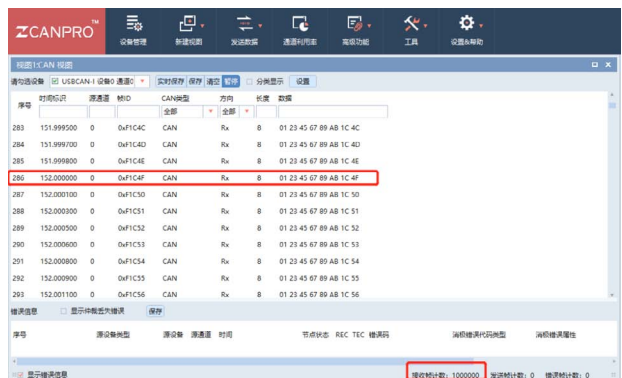 ZCANPRO™
设备管理 新建视图 发送数据 通道利用率 高级功能 工具 设置&帮助
视图1:CAN 视图
请勾选设备 USBCAN-I 设备0 通道0 实时保存 保存 清空 暂停 分类显示 设置
序号 时间标识 源通道 帧ID CAN类型 方向 长度 数据
全部 全部
283 151.999500 0 0xF1C4C CAN Rx 8 01 23 45 67 89 AB 1C 4C
284 151.999700 0 0xF1C4D CAN Rx 8 01 23 45 67 89 AB 1C 4D
285 151.999800 0 0xF1C4E CAN Rx 8 01 23 45 67 89 AB 1C 4E
286 152.000000 0 0xF1C4F CAN Rx 8 01 23 45 67 89 AB 1C 4F
287 152.000100 0 0xF1C50 CAN Rx 8 01 23 45 67 89 AB 1C 50
288 152.000300 0 0xF1C51 CAN Rx 8 01 23 45 67 89 AB 1C 51
289 152.000500 0 0xF1C52 CAN Rx 8 01 23 45 67 89 AB 1C 52
290 152.000600 0 0xF1C53 CAN Rx 8 01 23 45 67 89 AB 1C 53
291 152.000800 0 0xF1C54 CAN Rx 8 01 23 45 67 89 AB 1C 54
292 152.000900 0 0xF1C55 CAN Rx 8 01 23 45 67 89 AB 1C 55
293 152.001100 0 0xF1C56 CAN Rx 8 01 23 45 67 89 AB 1C 56
错误信息 显示仲裁丢失错误 保存
序号 源设备类型 源设备 源通道 时间 节点状态 REC TEC 错误码 消极错误代码类型 消极错误属性
显示错误信息 接收帧计数: 1000000 发送帧计数: 0 错误帧计数: 0